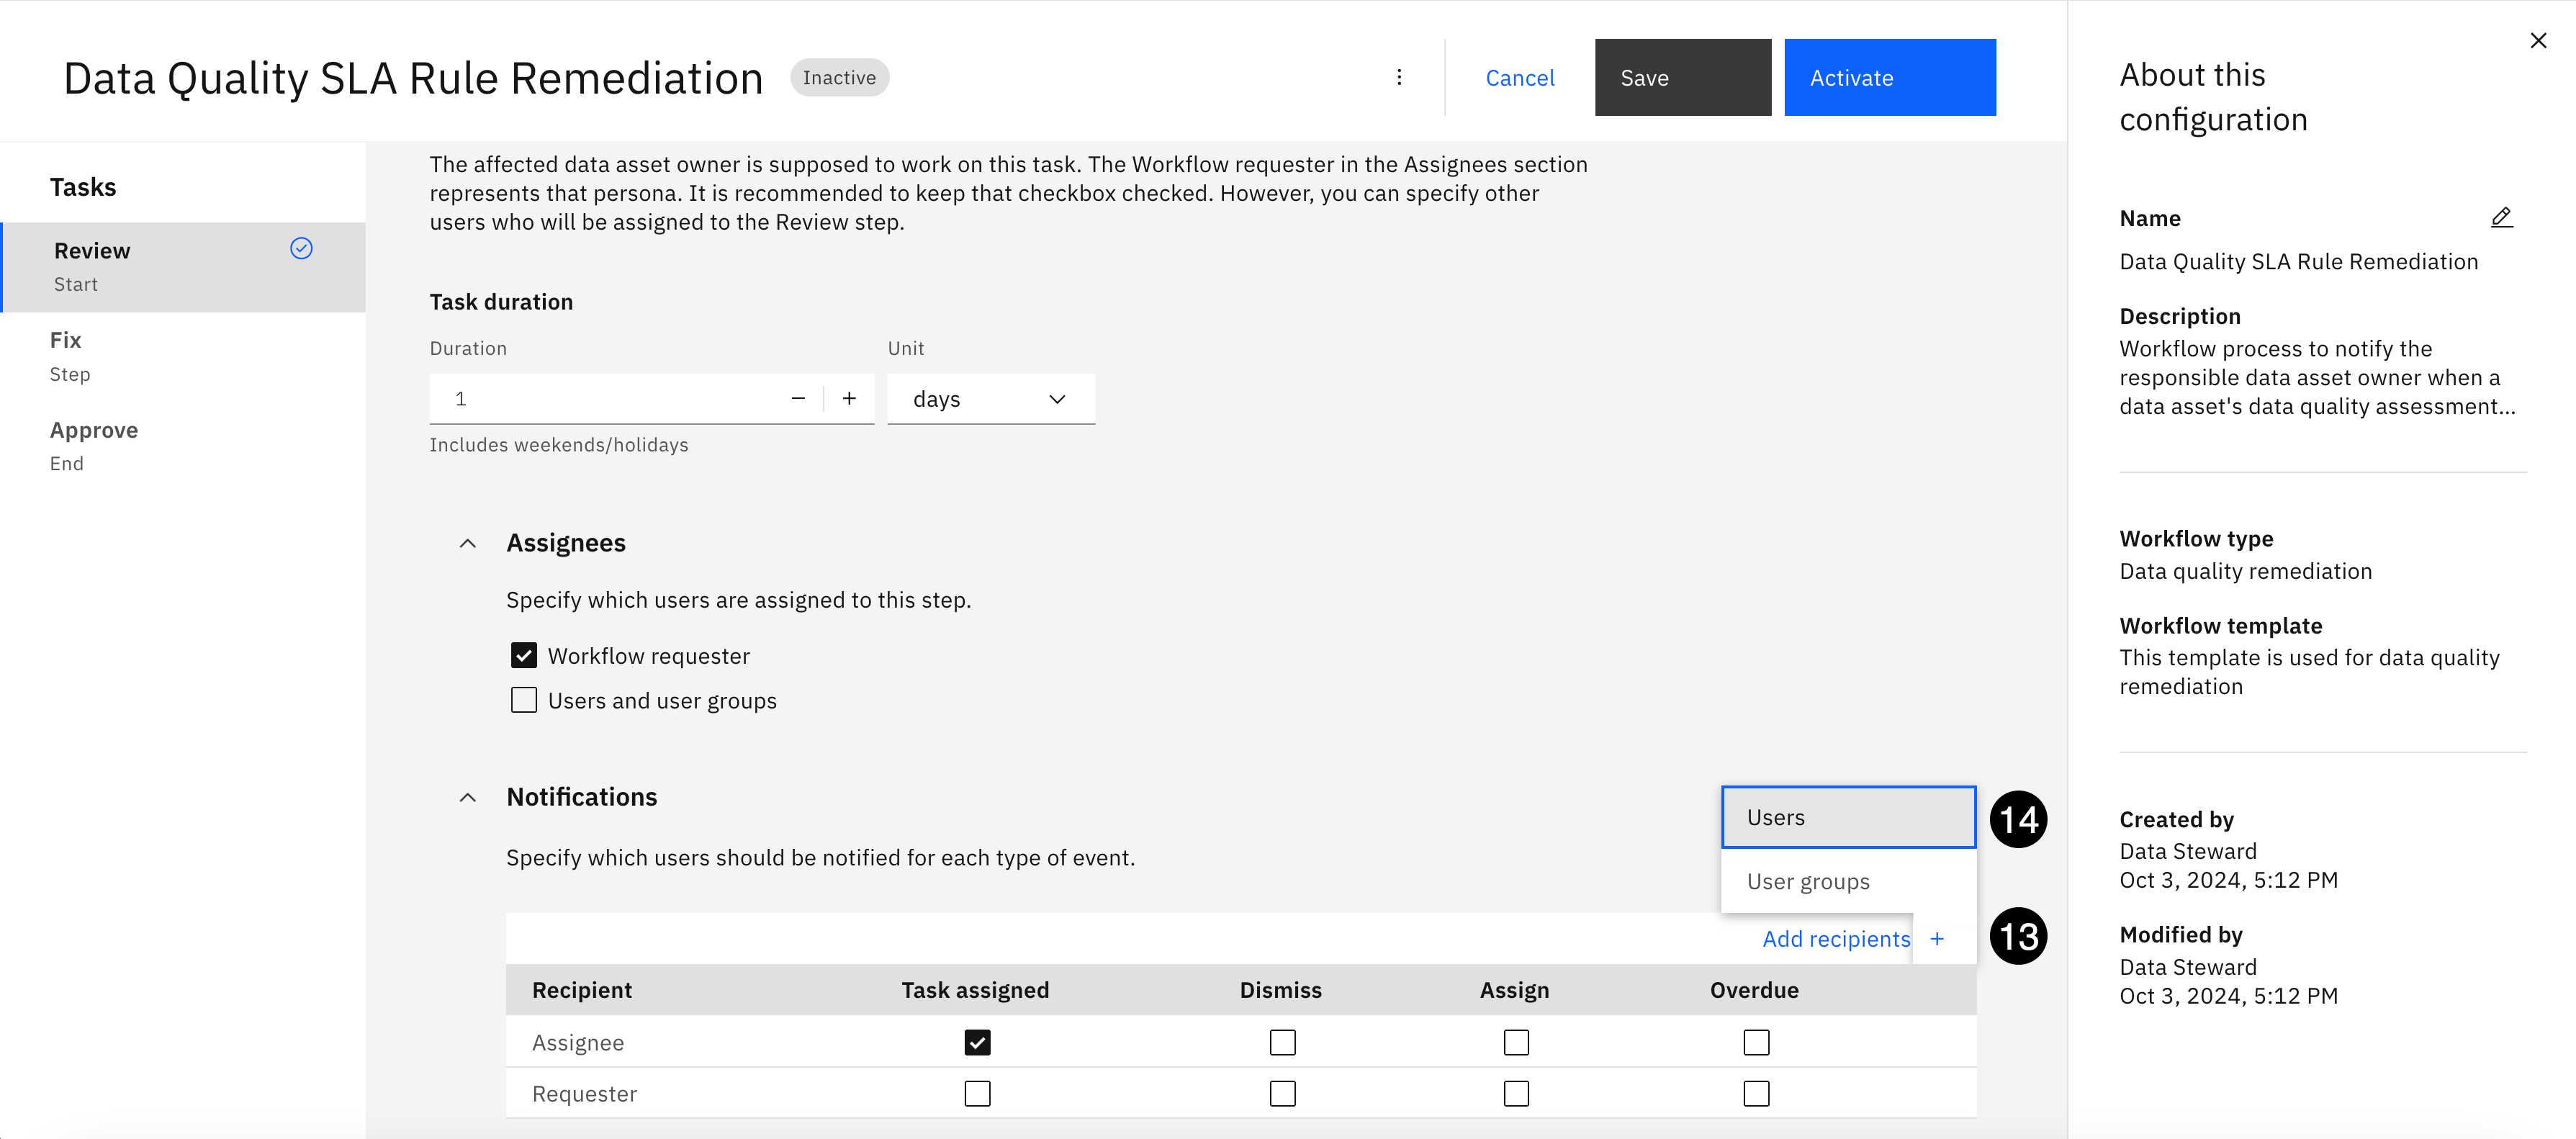 Data Quality SLA Rule Remediation
Inactive
Cancel
Save
Activate
Tasks
Review
Start
Fix
Step
Approve
End
The affected data asset owner is supposed to work on this task. The Workflow requester in the Assignees section
represents that persona. It is recommended to keep that checkbox checked. However, you can specify other
users who will be assigned to the Review step.
Task duration
Duration
Unit
1
days
Includes weekends/holidays
Assignees
Specify which users are assigned to this step.
Workflow requester
Users and user groups
Notifications
Specify which users should be notified for each type of event.
Users
14
User groups
Add recipients +
13
Recipient Task assigned Dismiss Assign Overdue
Assignee
Requester
About this
configuration
Name
Data Quality SLA Rule Remediation
Description
Workflow process to notify the
responsible data asset owner when a
data asset's data quality assessment...
Workflow type
Data quality remediation
Workflow template
This template is used for data quality
remediation
Created by
Data Steward
Oct 3, 2024, 5:12 PM
Modified by
Data Steward
Oct 3, 2024, 5:12 PM